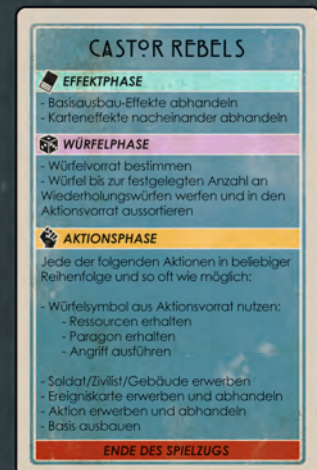 CASTOR REBELS
EFFEKTPHASE
- Basisausbau-Effekte abhandeln
- Karteneffekte nacheinander abhandeln
WÜRFELPHASE
- Würfelvorrat bestimmen
- Würfel bis zur festgelegten Anzahl an
Wiederholungswürfen werfen und in den
Aktionsvorrat aussortieren
AKTIONSPHASE
Jede der folgenden Aktionen in beliebiger
Reihenfolge und so oft wie möglich:
- Würfelsymbol aus Aktionsvorrat nutzen:
- Ressourcen erhalten
- Paragon erhalten
- Angriff ausführen
- Soldat/Zivilist/Gebäude erwerben
- Ereigniskarte erwerben und abhandeln
- Aktion erwerben und abhandeln
- Basis ausbauen
ENDE DES SPIELZUGS